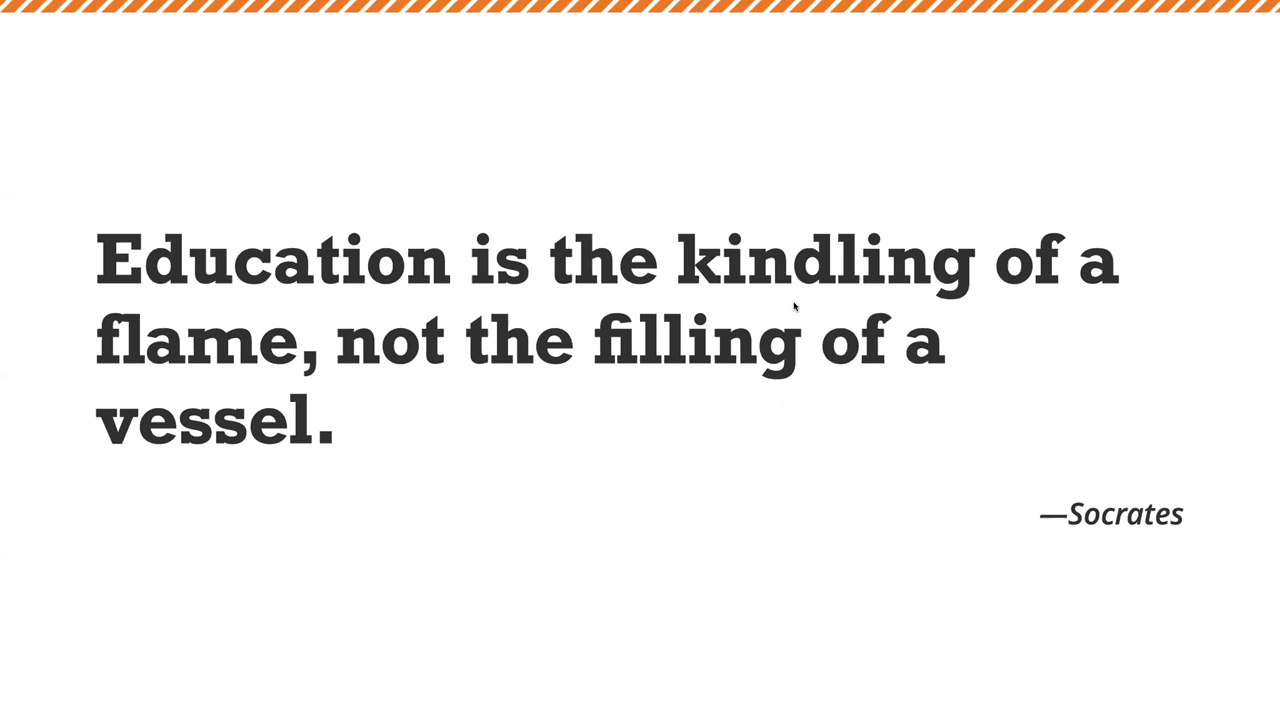 Education is the kindling of a
flame, not the filling of a
vessel.
—Socrates